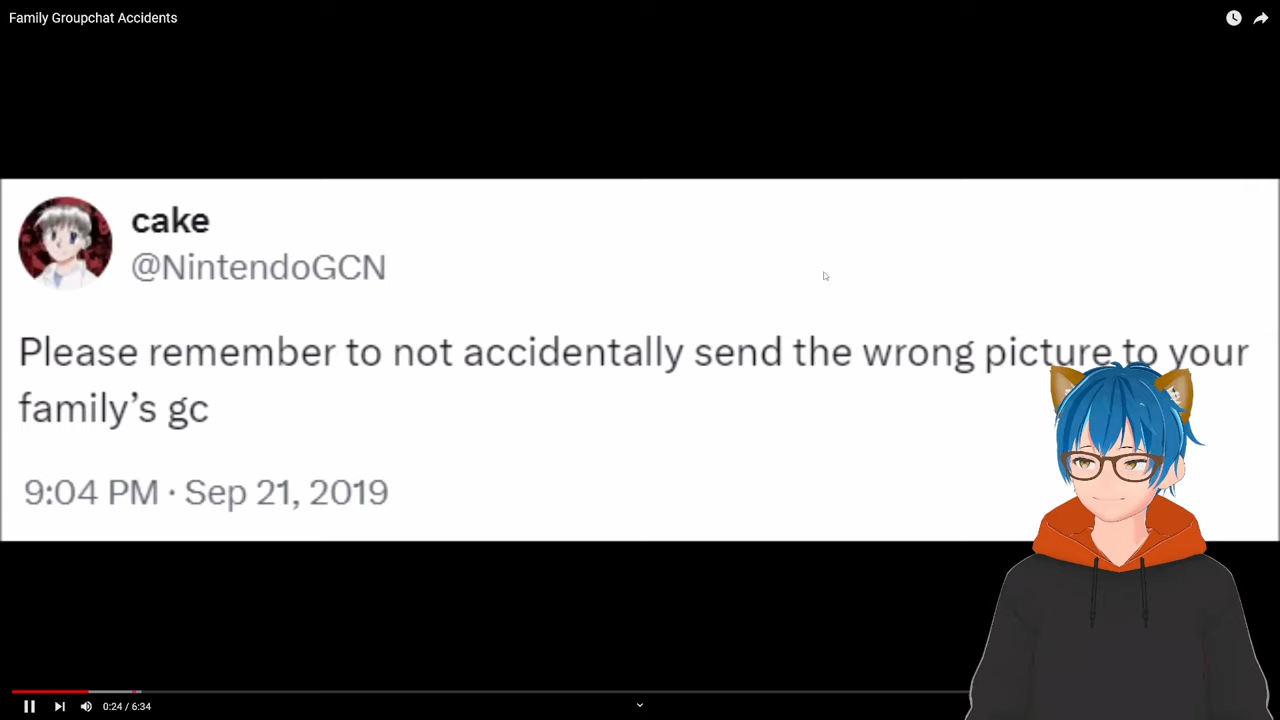 Family Groupchat Accidents
cake
@NintendoGCN
Please remember to not accidentally send the wrong picture to your
family’s gc
9:04 PM · Sep 21, 2019
0:24 / 6:34